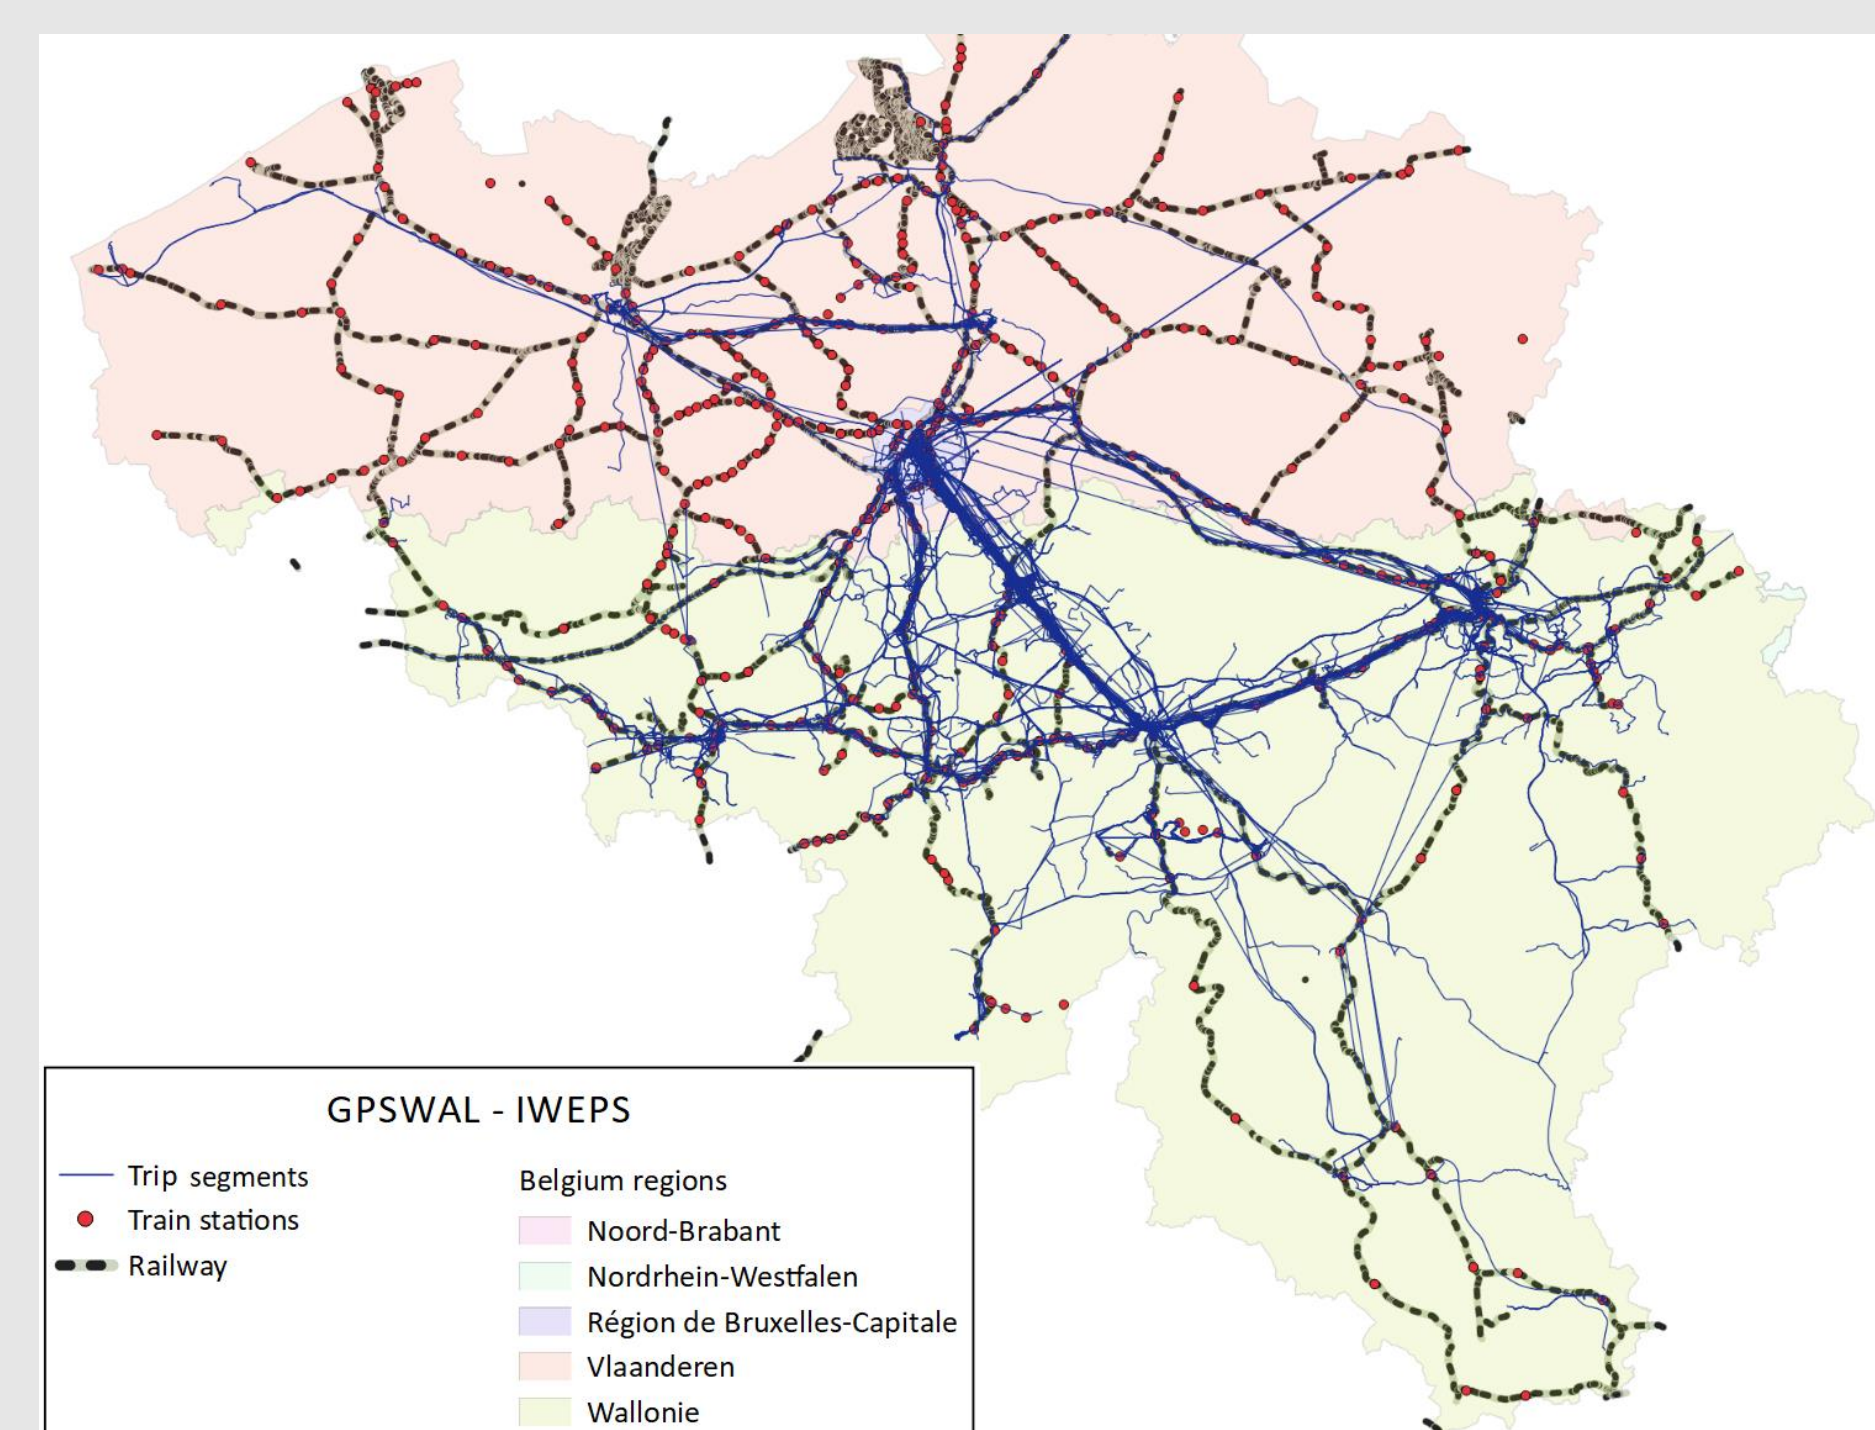 GPSWAL - IWEPS
Trip segments
Train stations
Railway
Belgium regions
Noord-Brabant
Nordrhein-Westfalen
Région de Bruxelles-Capitale
Vlaanderen
Wallonie